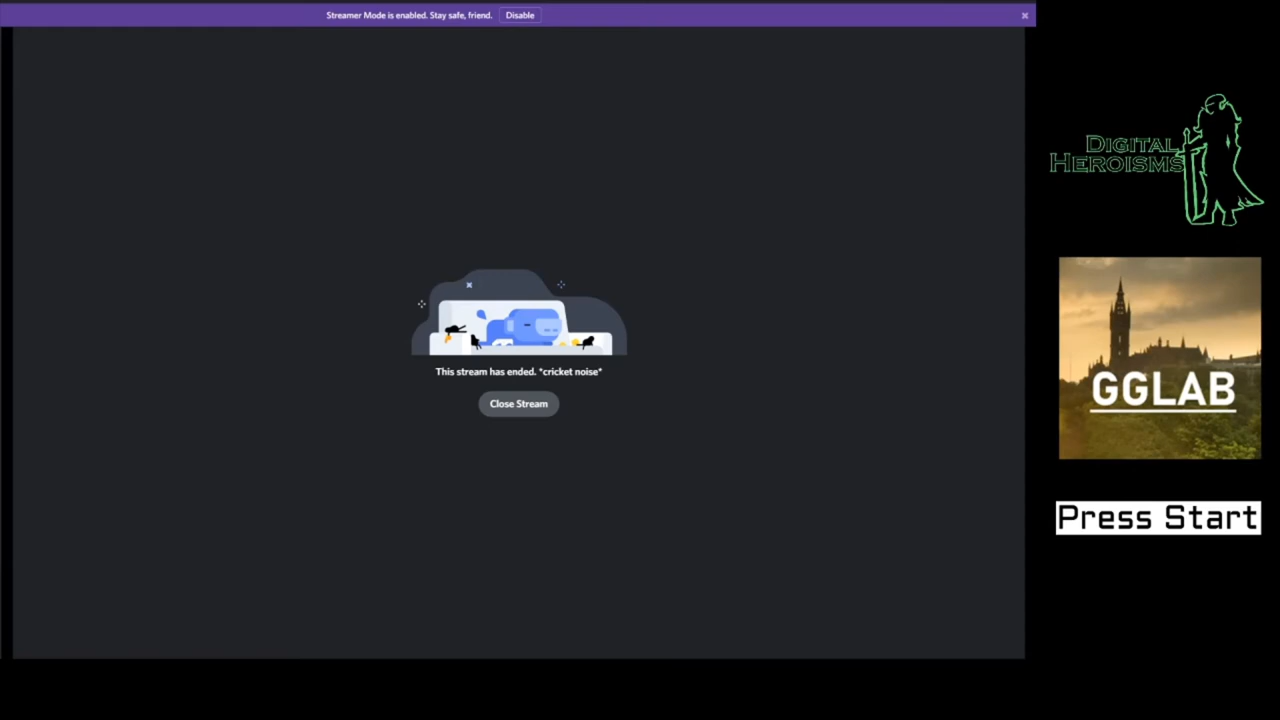 Streamer Mode is enabled. Stay safe, friend. Disable
This stream has ended. *cricket noise*
Close Stream
DIGITAL
HEROISMS
GGLAB
Press Start